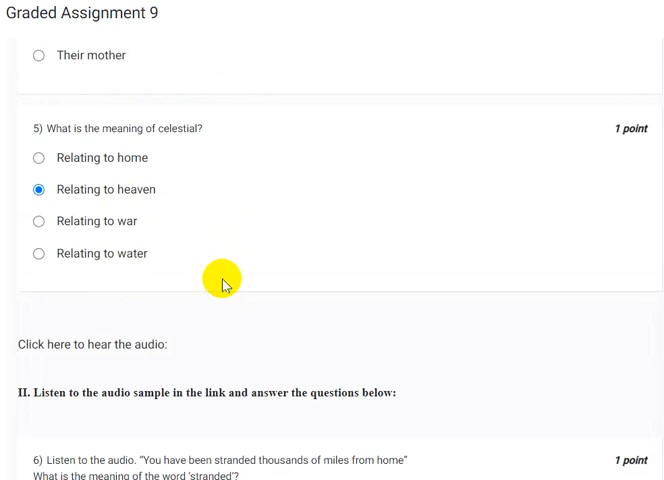 Graded Assignment 9
Their mother
5) What is the meaning of celestial?
1 point
Relating to home
Relating to heaven
Relating to war
Relating to water
Click here to hear the audio:
II. Listen to the audio sample in the link and answer the questions below:
6) Listen to the audio. “You have been stranded thousands of miles from home”
1 point
What is the meaning of the word ‘stranded’?